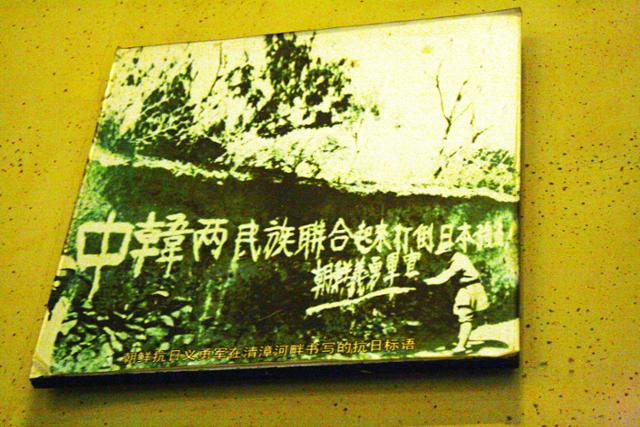 中韓两民族聯合起來打倒日本
朝鮮義勇軍宣
朝鲜抗日义勇军在清漳河畔书写的抗日标语